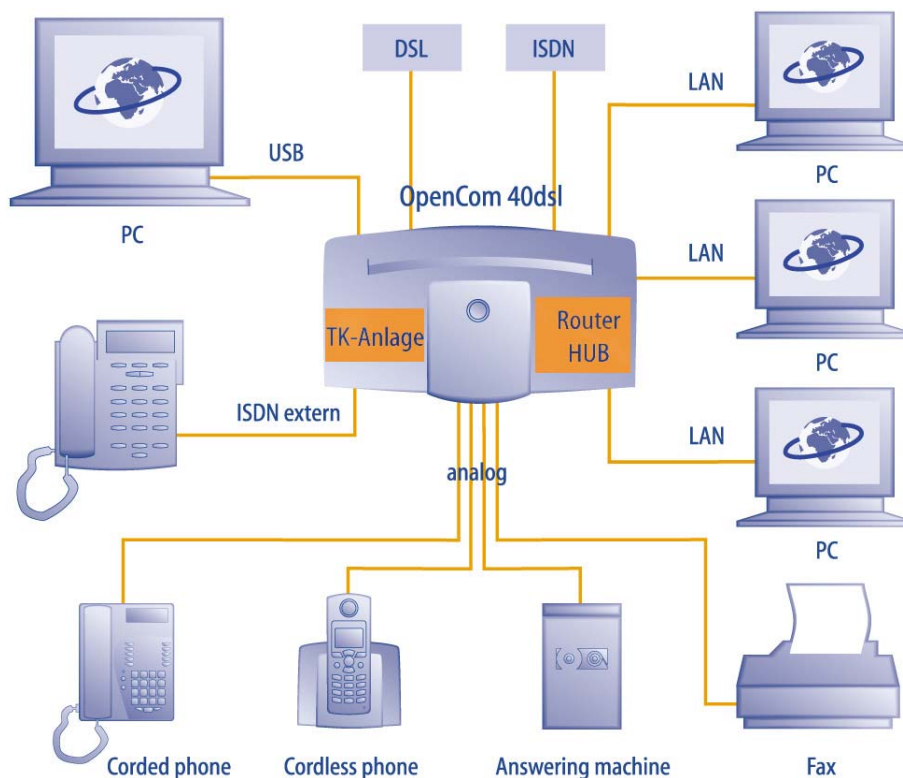 DSL
ISDN
LAN
USB
PC
OpenCom 40dsl
PC
LAN
TK-Anlage
Router
HUB
PC
ISDN extern
LAN
analog
PC
Corded phone
Cordless phone
Answering machine
Fax